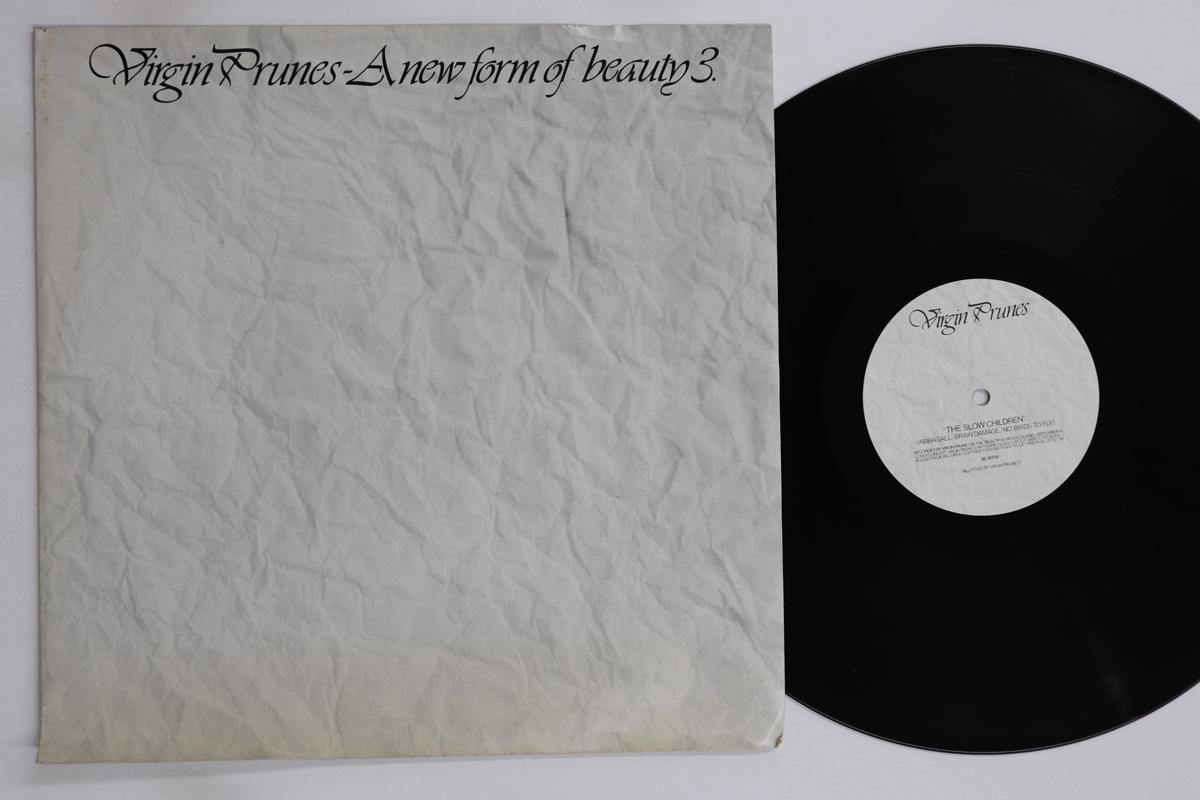 Virgin Prunes-A new form of beauty 3.
Virgin Prunes
"THE SLOW CHILDREN"
(ABBAGALL/BRAIN DAMAGE/NO BIRDS TO FLY)
45 RPM
(ALL TITLES BY VIRGIN PRUNES)